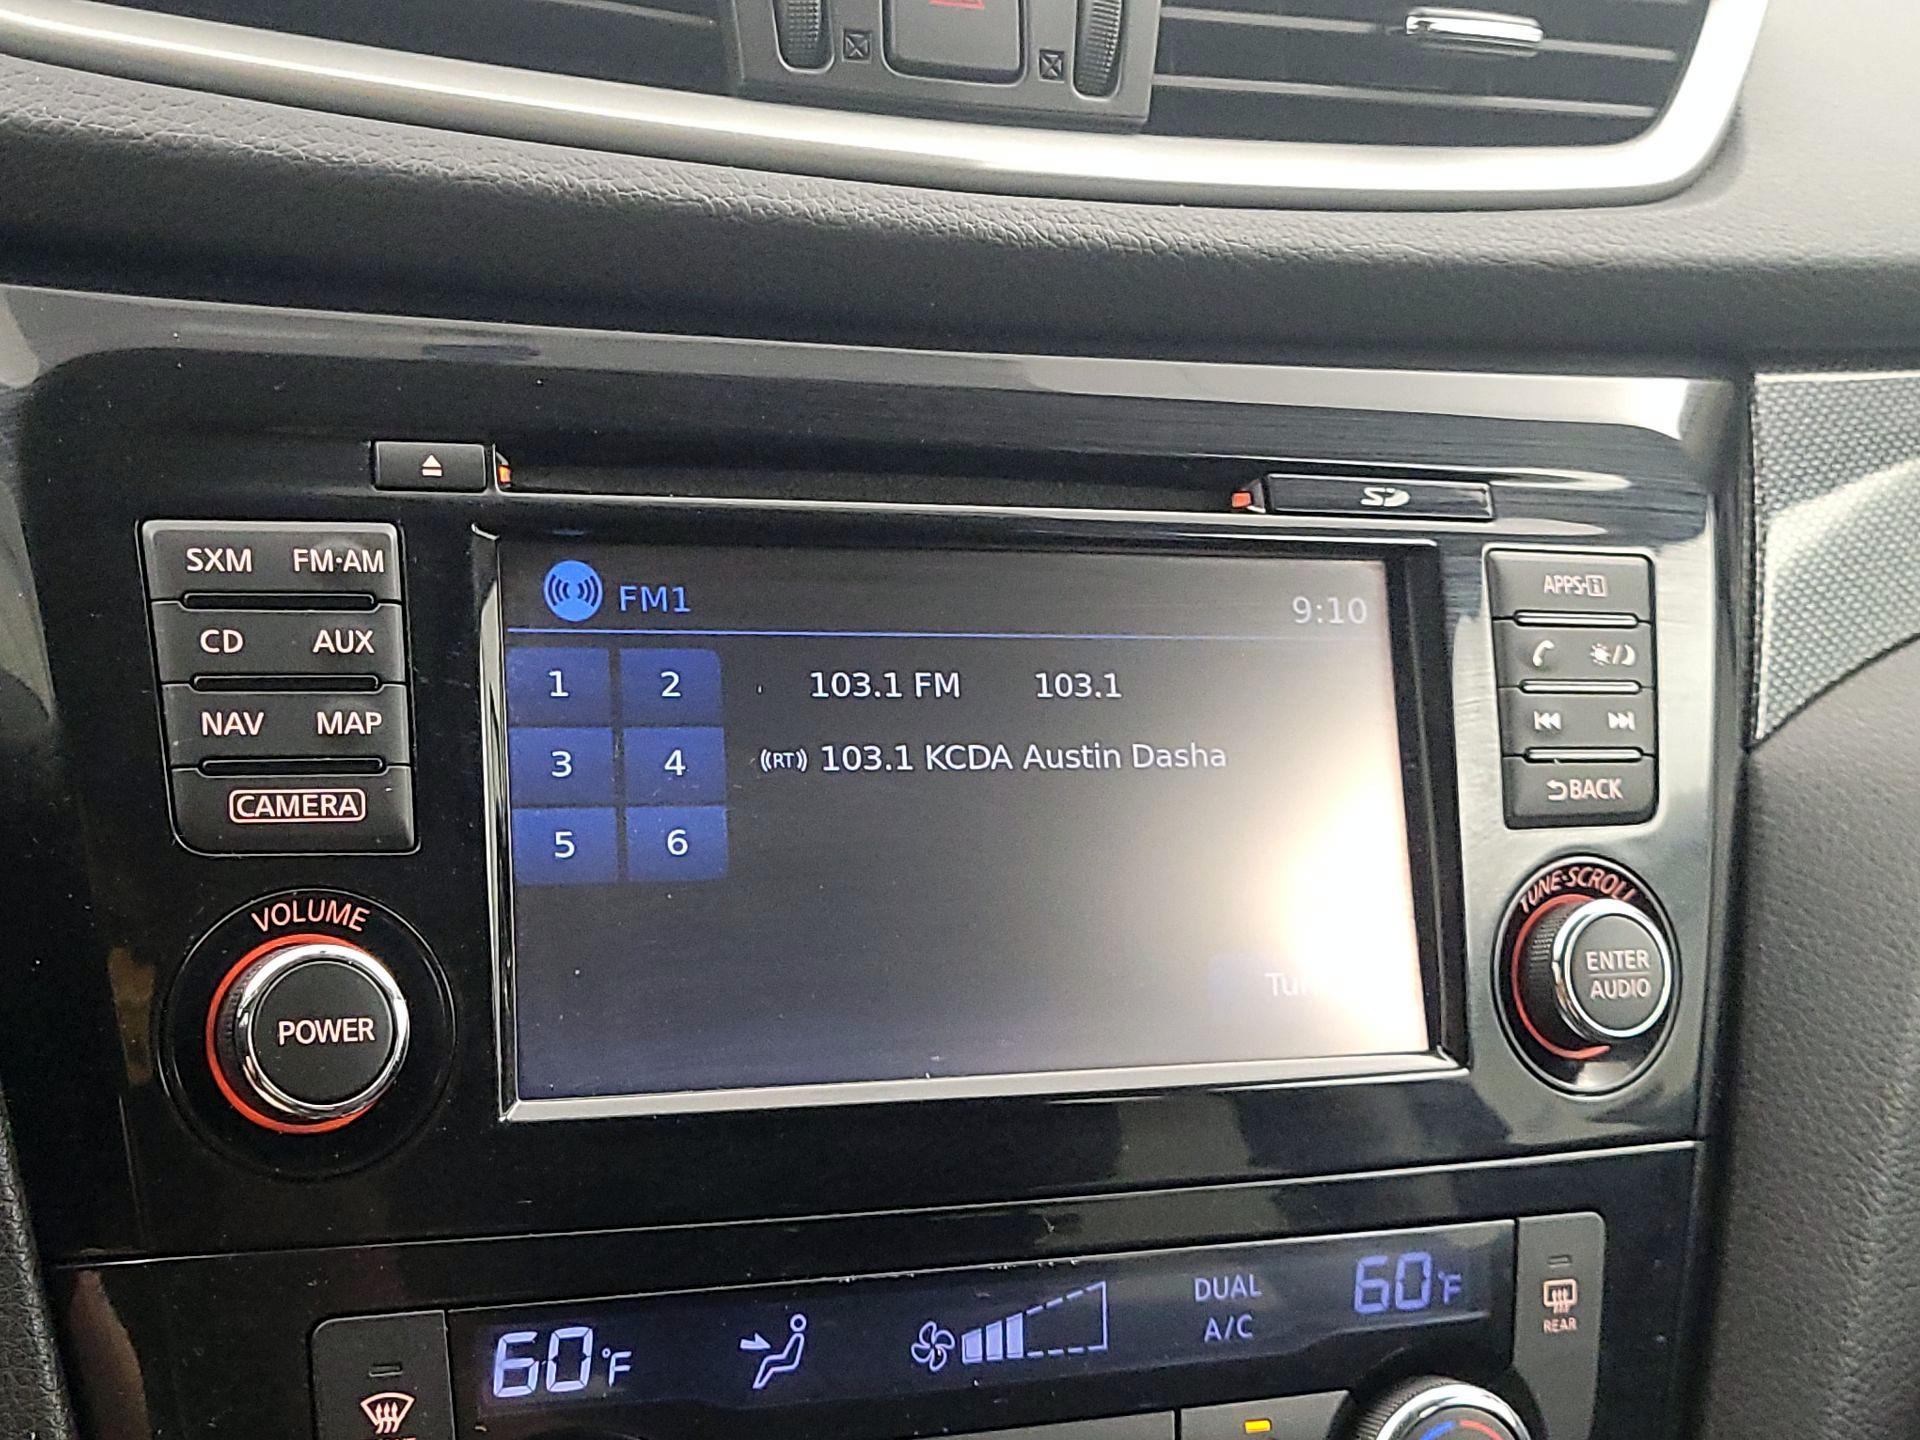 SD
SXM FM·AM
CD AUX
NAV MAP
CAMERA
VOLUME
POWER
FM1
9:10
1 2
103.1 FM 103.1
3 4
((RT)) 103.1 KCDA Austin Dasha
5 6
APPS·i
BACK
TUNE·SCROLL
ENTER
AUDIO
60°F
DUAL
A/C
60°F
REAR